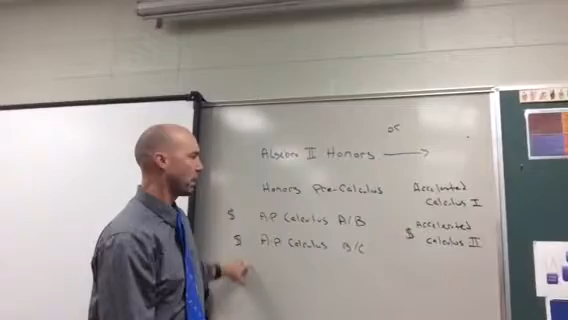 or
Algebra II Honors →
Honors Pre-Calculus
Accelerated
Calculus I
$ A.P Calculus A/B
$ Accelerated
Calculus II
$ A.P Calculus B/C